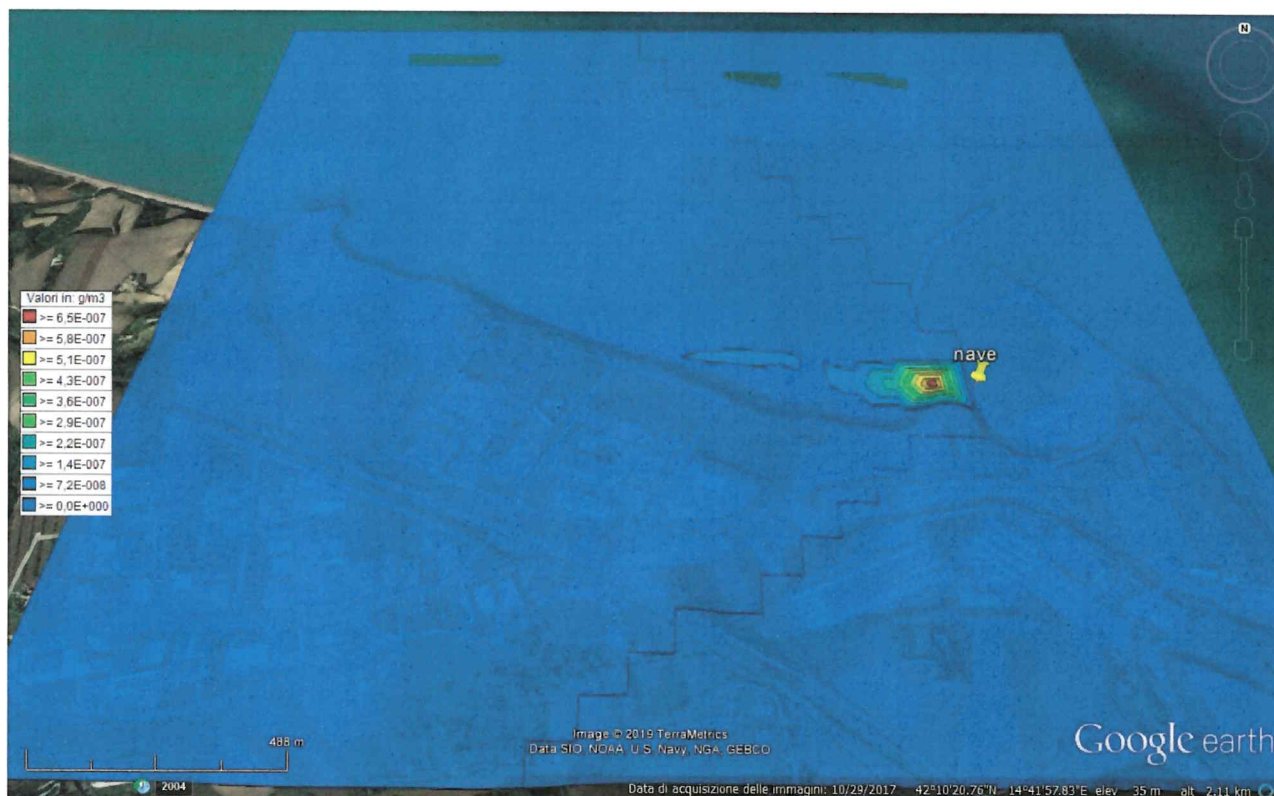 N
nave
Valori in: g/m3
>= 6,5E-007
>= 5,8E-007
>= 5,1E-007
>= 4,3E-007
>= 3,6E-007
>= 2,9E-007
>= 2,2E-007
>= 1,4E-007
>= 7,2E-008
>= 0,0E+000
488 m
Image © 2019 TerraMetrics
Data SIO, NOAA, U.S. Navy, NGA, GEBCO
Google earth
2004
Data di acquisizione delle immagini: 10/29/2017 42°10'20.76"N 14°41'57.83"E elev 35 m alt 2.11 km